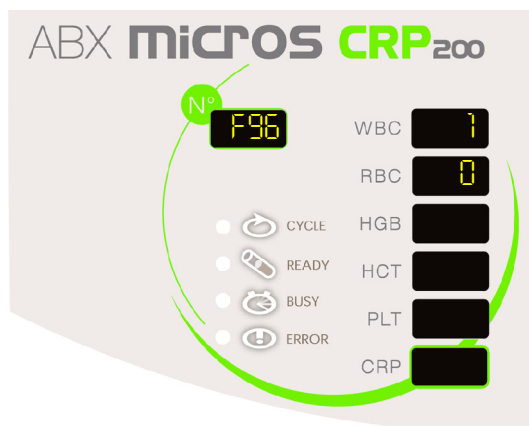 ABX micros CRP200
N°
F96
WBC 1
RBC 0
CYCLE HGB
READY HCT
BUSY PLT
ERROR
CRP